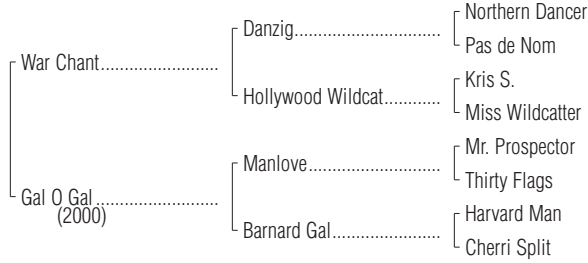 Northern Dancer
Danzig
Pas de Nom
War Chant
Kris S.
Hollywood Wildcat
Miss Wildcatter
Mr. Prospector
Manlove
Thirty Flags
Gal O Gal
(2000)
Harvard Man
Barnard Gal
Cherri Split